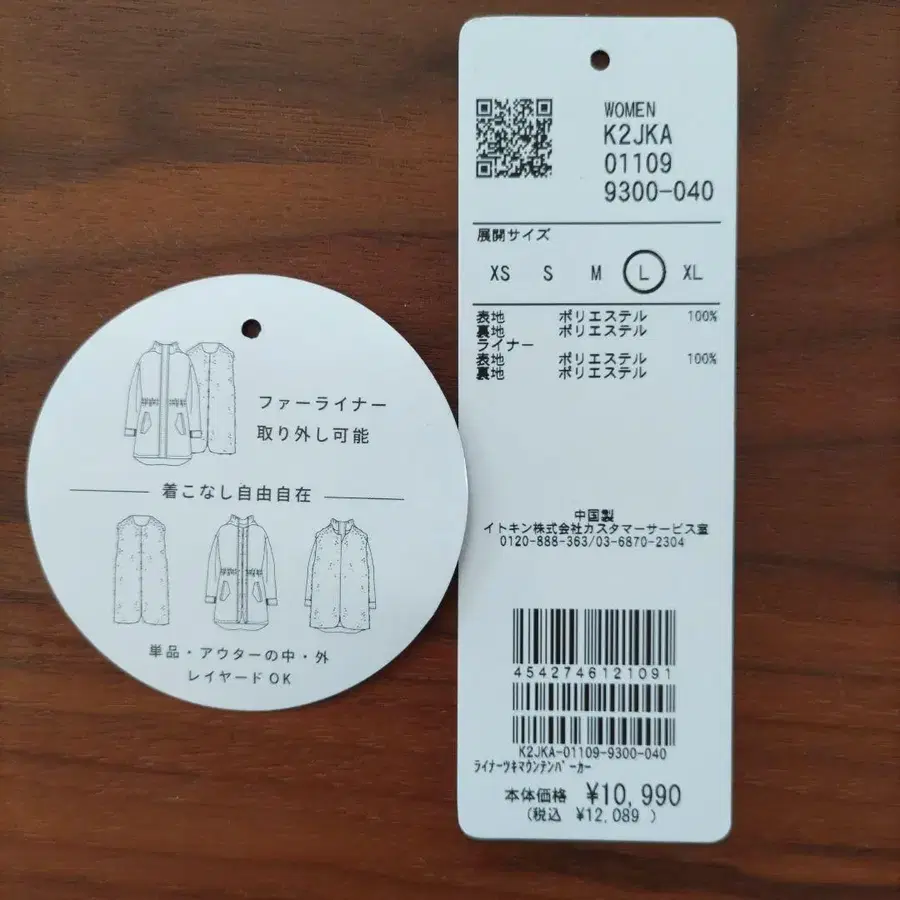 ファーライナー
取り外し可能
着こなし自由自在
単品・アウターの中・外
レイヤードOK
WOMEN
K2JKA
01109
9300-040
展開サイズ
XS S M L XL
表地 ポリエステル 100%
裏地 ポリエステル
ライナー
表地 ポリエステル 100%
裏地 ポリエステル
中国製
イトキン株式会社カスタマーサービス室
0120-888-363/03-6870-2304
4542746121091
K2JKA-01109-9300-040
ライナーツキマウンテンパーカー
本体価格 ¥10,990
(税込 ¥12,089 )